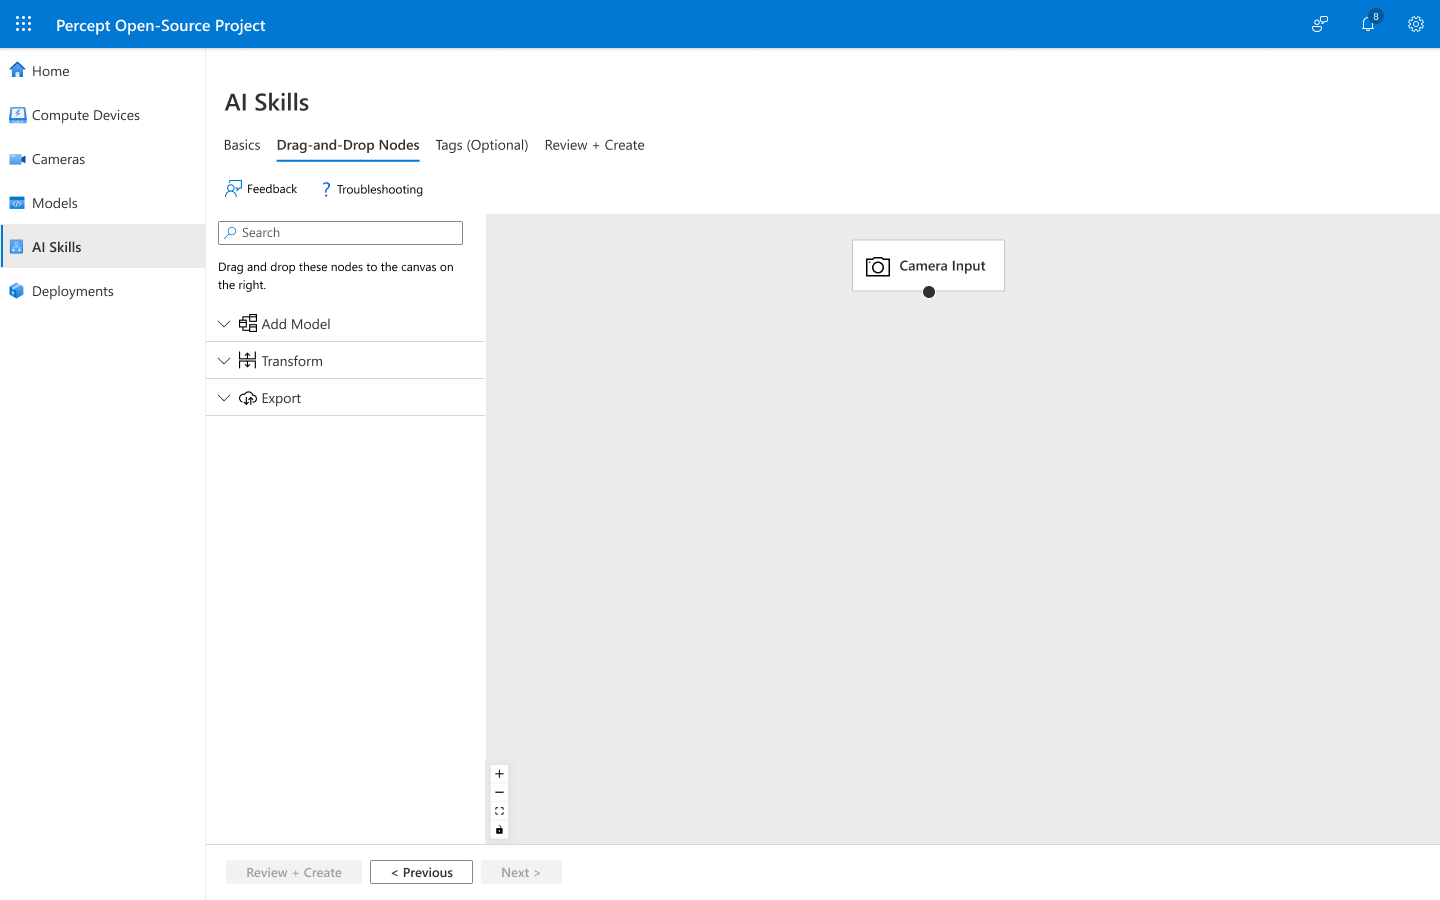 Percept Open-Source Project
8
Home
Compute Devices
Cameras
Models
AI Skills
Deployments
AI Skills
Basics Drag-and-Drop Nodes Tags (Optional) Review + Create
Feedback ? Troubleshooting
Search
Drag and drop these nodes to the canvas on
the right.
Add Model
Transform
Export
Camera Input
Review + Create < Previous Next >